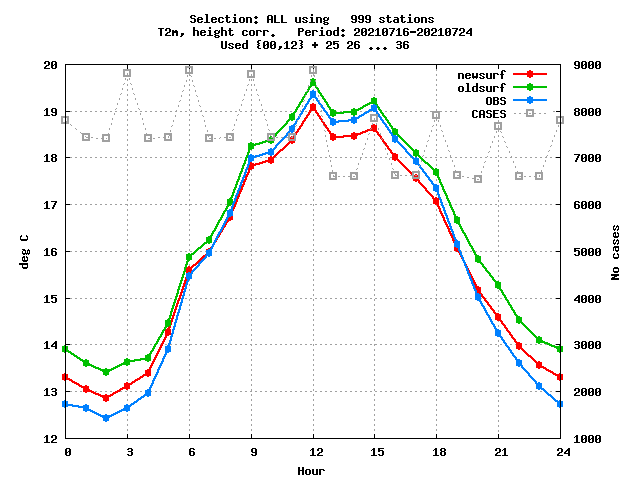 Selection: ALL using 999 stations
T2m, height corr. Period: 20210716-20210724
Used {00,12} + 25 26 ... 36
newsurf
oldsurf
OBS
CASES
deg C
No cases
20
19
18
17
16
15
14
13
12
9000
8000
7000
6000
5000
4000
3000
2000
1000
0 3 6 9 12 15 18 21 24
Hour